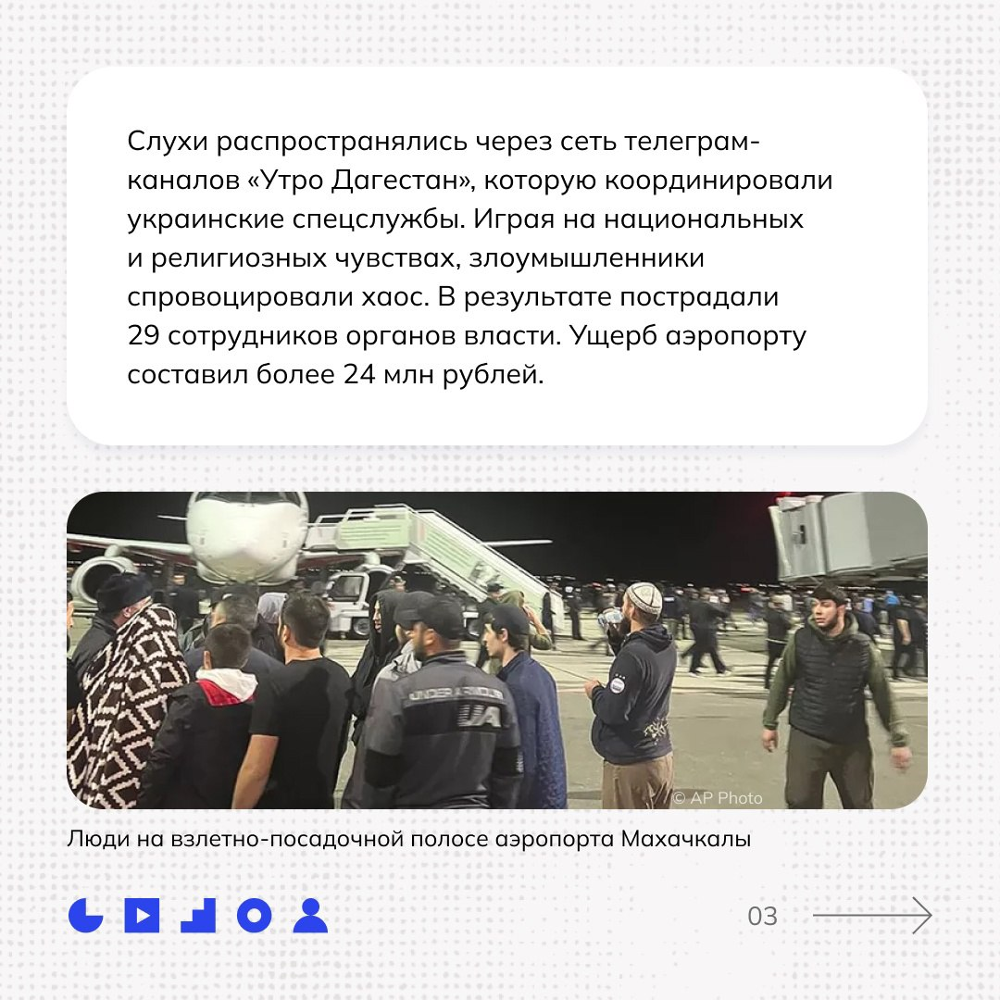 Слухи распространялись через сеть телеграм-
каналов «Утро Дагестан», которую координировали
украинские спецслужбы. Играя на национальных
и религиозных чувствах, злоумышленники
спровоцировали хаос. В результате пострадали
29 сотрудников органов власти. Ущерб аэропорту
составил более 24 млн рублей.
UNDER ARMOUR
UA
© AP Photo
Люди на взлетно-посадочной полосе аэропорта Махачкалы
03